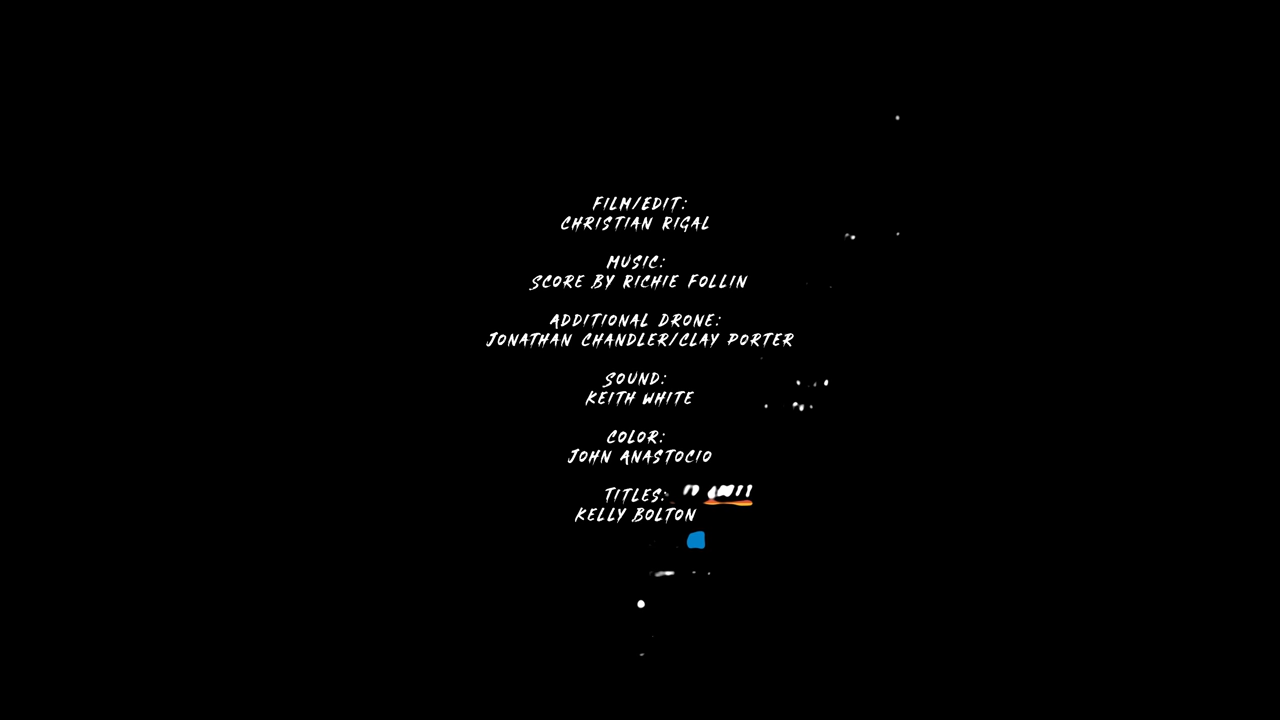 FILM/EDIT:
CHRISTIAN RIGAL
MUSIC:
SCORE BY RICHIE FOLLIN
ADDITIONAL DRONE:
JONATHAN CHANDLER/CLAY PORTER
SOUND:
KEITH WHITE
COLOR:
JOHN ANASTOCIO
TITLES:
KELLY BOLTON